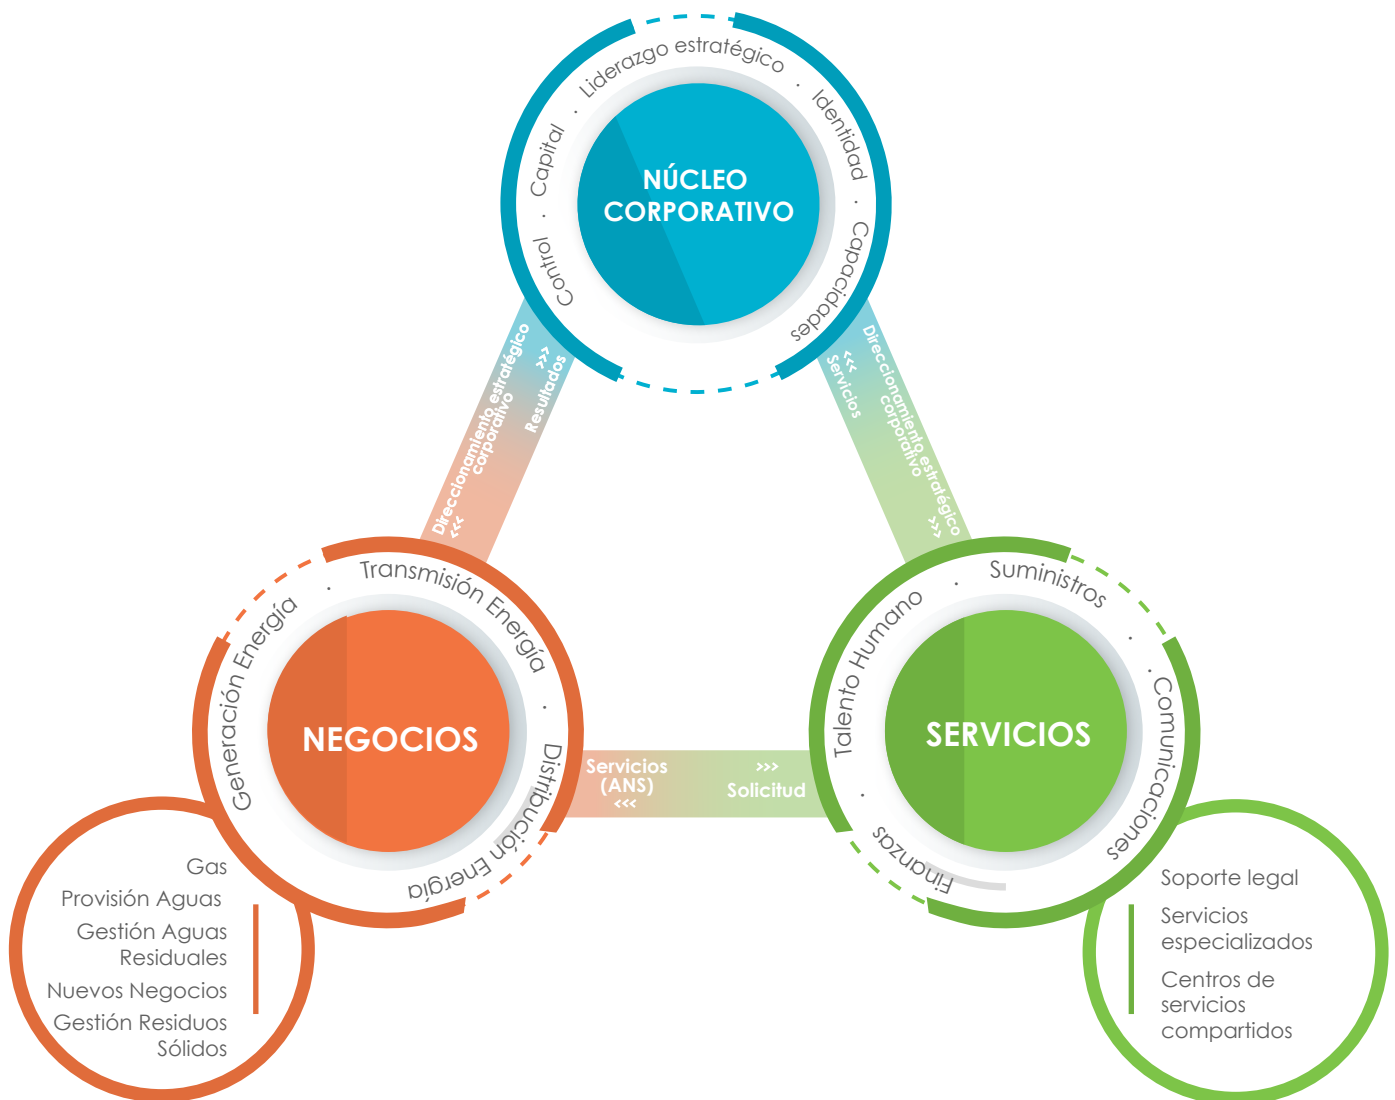 Control · Capital · Liderazgo estratégico · Identidad · Capacidades
NÚCLEO
CORPORATIVO
Direccionamiento estratégico
corporativo
<<<
>>>
Resultados
<<<
Servicios
Direccionamiento estratégico
corporativo
>>>
Generación Energía · Transmisión Energía · Distribución Energía
NEGOCIOS
Servicios
(ANS)
<<<
>>>
Solicitud
Finanzas · Talento Humano · Suministros · · Comunicaciones
SERVICIOS
Gas
Provisión Aguas
Gestión Aguas
Residuales
Nuevos Negocios
Gestión Residuos
Sólidos
Soporte legal
Servicios
especializados
Centros de
servicios
compartidos